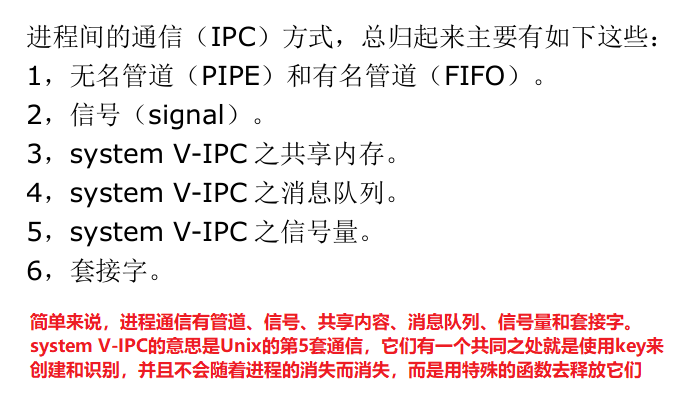 进程间的通信（IPC）方式，总归起来主要有如下这些：
1，无名管道（PIPE）和有名管道（FIFO）。
2，信号（signal）。
3，system V-IPC 之共享内存。
4，system V-IPC 之消息队列。
5，system V-IPC 之信号量。
6，套接字。
简单来说，进程通信有管道、信号、共享内容、消息队列、信号量和套接字。
system V-IPC的意思是Unix的第5套通信，它们有一个共同之处就是使用key来
创建和识别，并且不会随着进程的消失而消失，而是用特殊的函数去释放它们